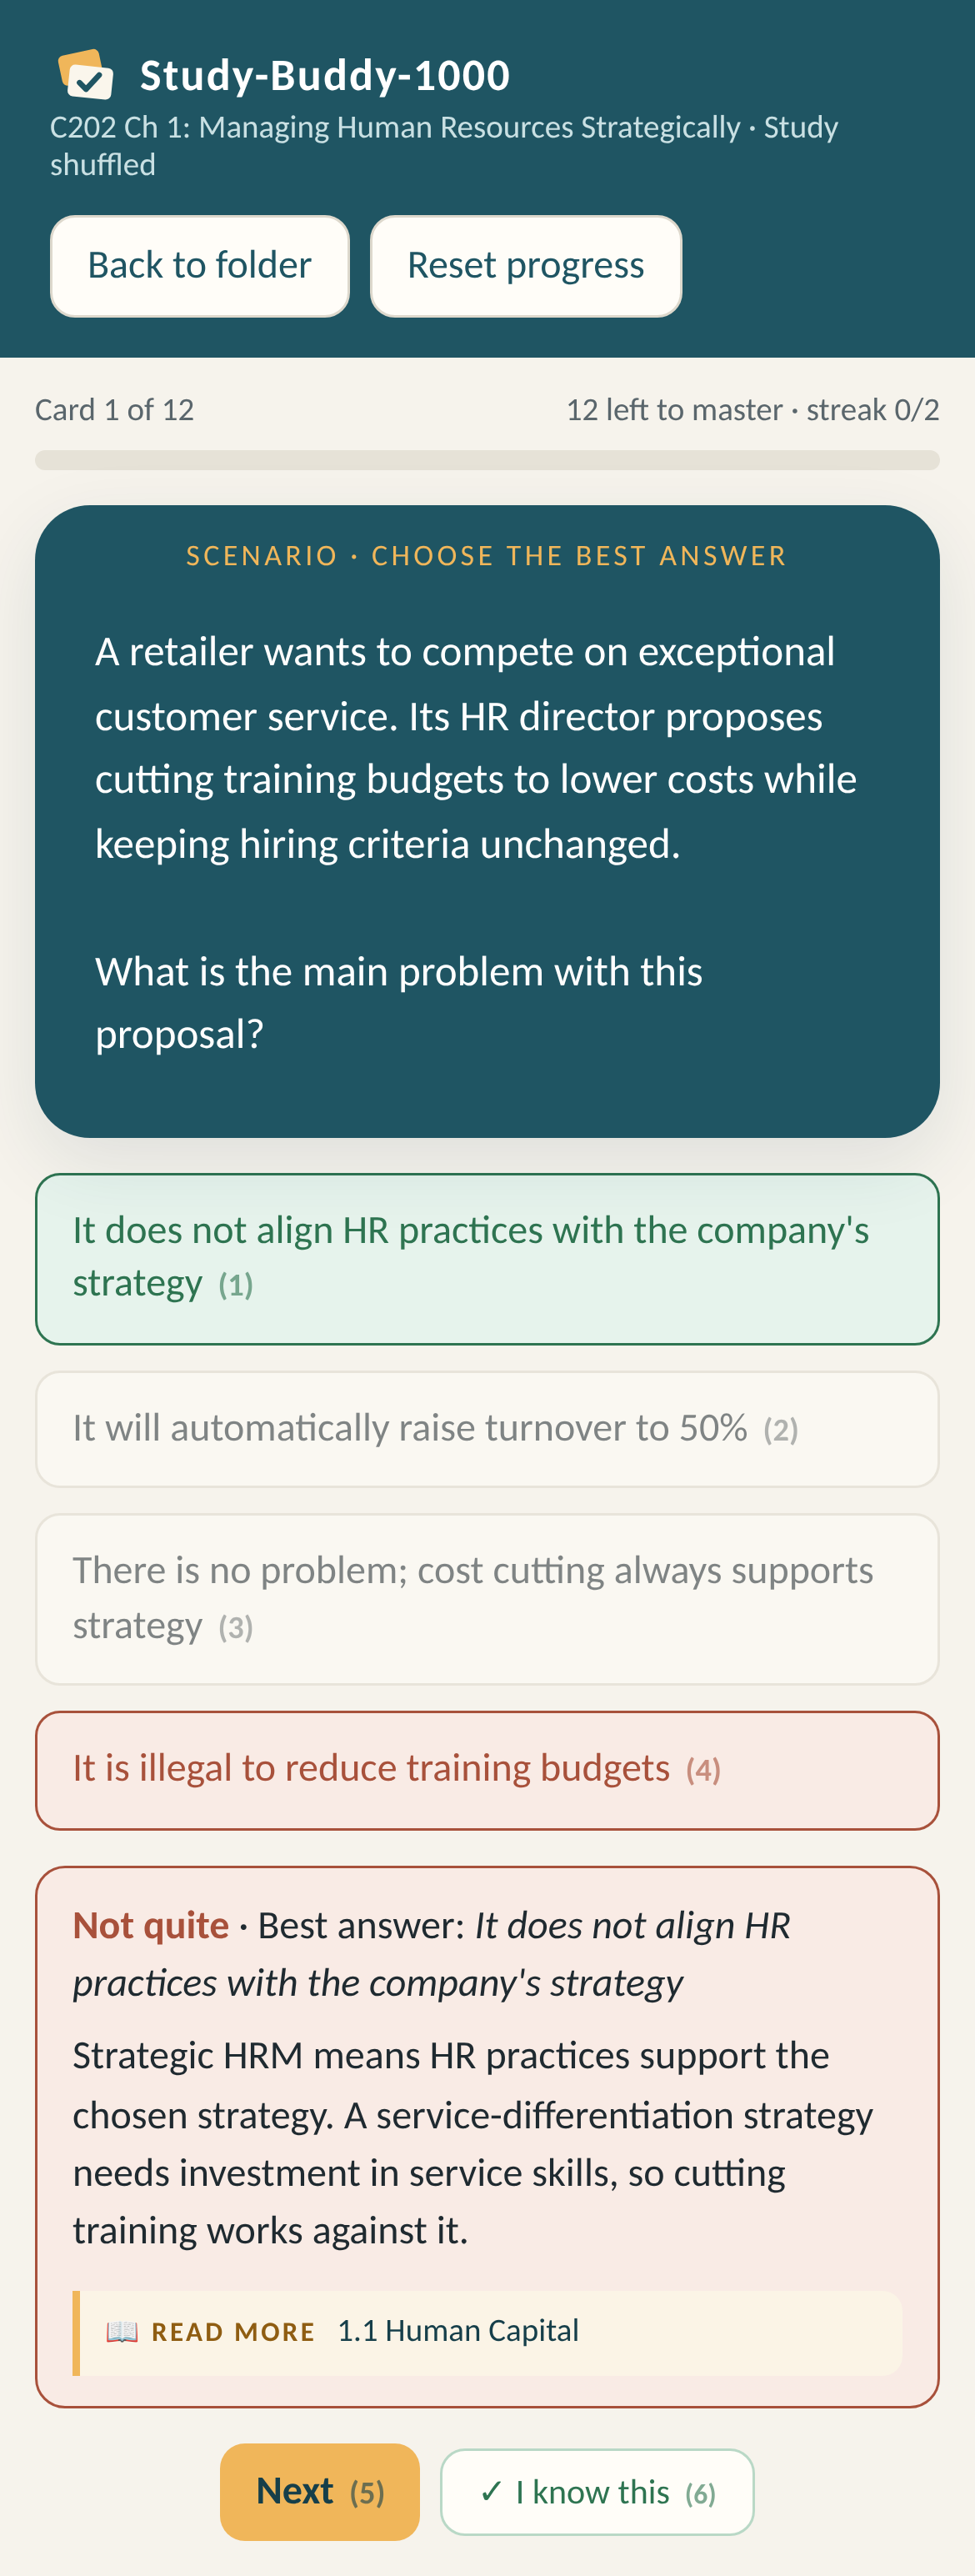 Study-Buddy-1000
C202 Ch 1: Managing Human Resources Strategically · Study
shuffled
Back to folder
Reset progress
Card 1 of 12
12 left to master · streak 0/2
SCENARIO · CHOOSE THE BEST ANSWER
A retailer wants to compete on exceptional
customer service. Its HR director proposes
cutting training budgets to lower costs while
keeping hiring criteria unchanged.
What is the main problem with this
proposal?
It does not align HR practices with the company's
strategy (1)
It will automatically raise turnover to 50% (2)
There is no problem; cost cutting always supports
strategy (3)
It is illegal to reduce training budgets (4)
Not quite · Best answer: It does not align HR
practices with the company's strategy
Strategic HRM means HR practices support the
chosen strategy. A service-differentiation strategy
needs investment in service skills, so cutting
training works against it.
📖 READ MORE 1.1 Human Capital
Next (5)
✓ I know this (6)